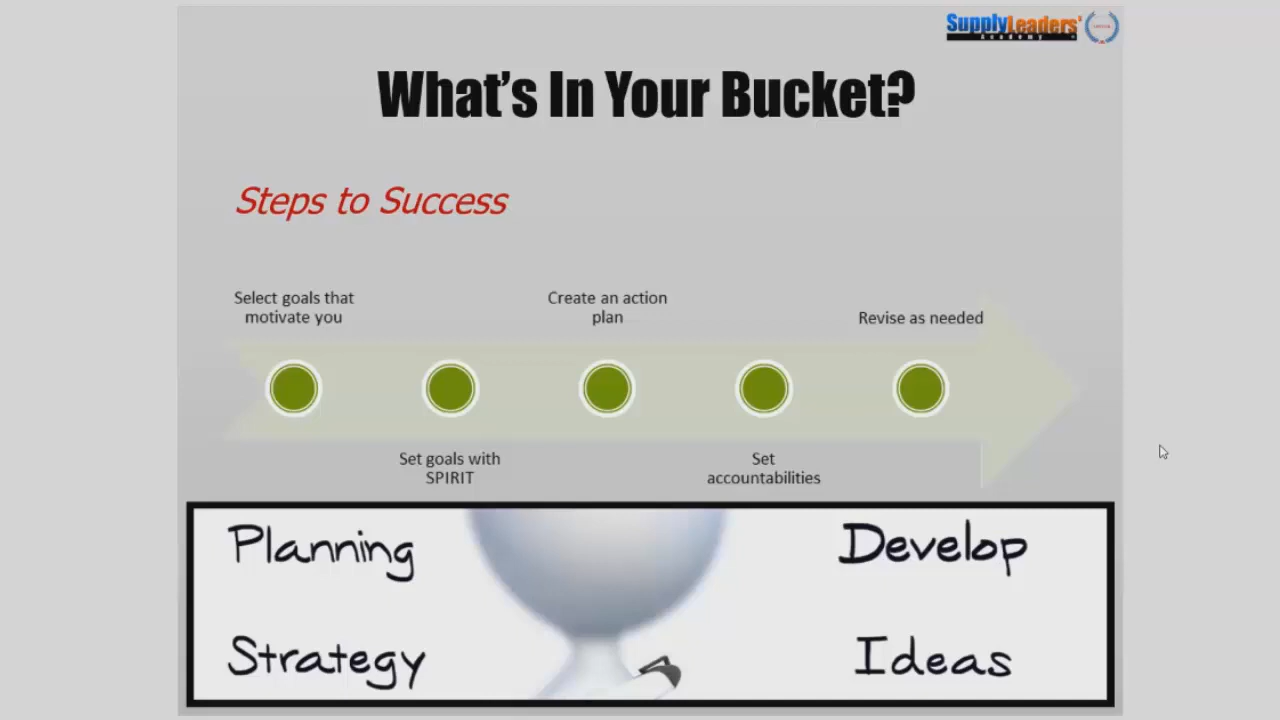 SupplyLeaders'
Academy
What's In Your Bucket?
Steps to Success
Select goals that
motivate you
Create an action
plan
Revise as needed
Set goals with
SPIRIT
Set
accountabilities
Planning
Develop
Strategy
Ideas